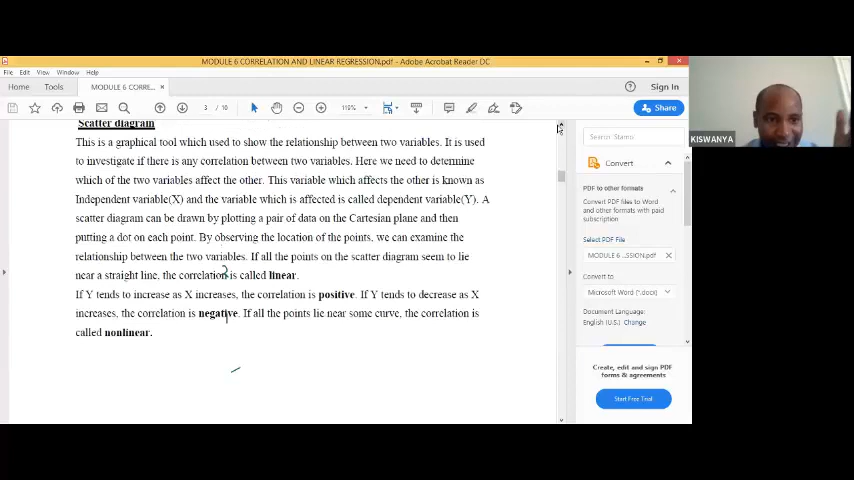 MODULE 6 CORRELATION AND LINEAR REGRESSION.pdf - Adobe Acrobat Reader DC
File Edit View Window Help
Home Tools MODULE 6 CORRE... × Sign In
3 / 10 110% Share
Scatter diagram
This is a graphical tool which used to show the relationship between two variables. It is used
to investigate if there is any correlation between two variables. Here we need to determine
which of the two variables affect the other. This variable which affects the other is known as
Independent variable(X) and the variable which is affected is called dependent variable(Y). A
scatter diagram can be drawn by plotting a pair of data on the Cartesian plane and then
putting a dot on each point. By observing the location of the points, we can examine the
relationship between the two variables. If all the points on the scatter diagram seem to lie
near a straight line, the correlation is called linear.
If Y tends to increase as X increases, the correlation is positive. If Y tends to decrease as X
increases, the correlation is negative. If all the points lie near some curve, the correlation is
called nonlinear.
Convert
PDF to other formats
Convert PDF files to Word
and other formats with paid
subscription
Select PDF File
MODULE 6 ...SSION.pdf ×
Convert to
Microsoft Word (*.docx)
Document Language:
English (U.S.) Change
Create, edit and sign PDF
forms & agreements
Start Free Trial
KISWANYA